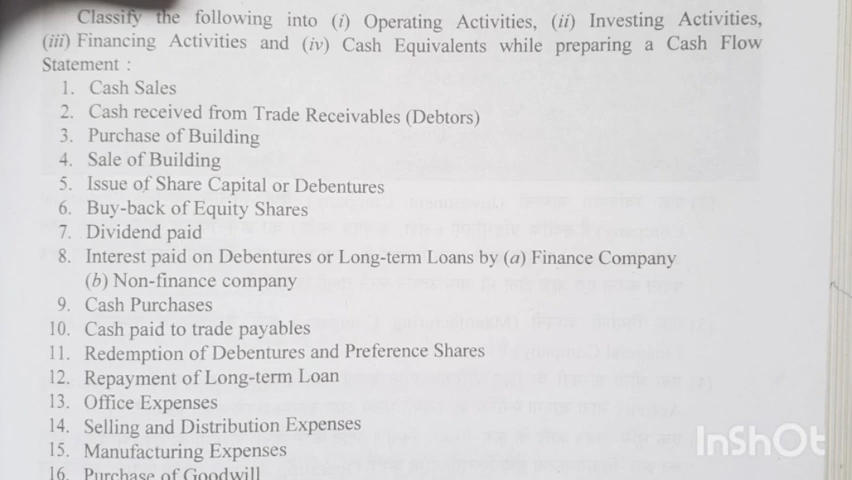 Classify the following into (i) Operating Activities, (ii) Investing Activities,
(iii) Financing Activities and (iv) Cash Equivalents while preparing a Cash Flow
Statement :
1. Cash Sales
2. Cash received from Trade Receivables (Debtors)
3. Purchase of Building
4. Sale of Building
5. Issue of Share Capital or Debentures
6. Buy-back of Equity Shares
7. Dividend paid
8. Interest paid on Debentures or Long-term Loans by (a) Finance Company
(b) Non-finance company
9. Cash Purchases
10. Cash paid to trade payables
11. Redemption of Debentures and Preference Shares
12. Repayment of Long-term Loan
13. Office Expenses
14. Selling and Distribution Expenses
15. Manufacturing Expenses
16. Purchase of Goodwill
InShOt